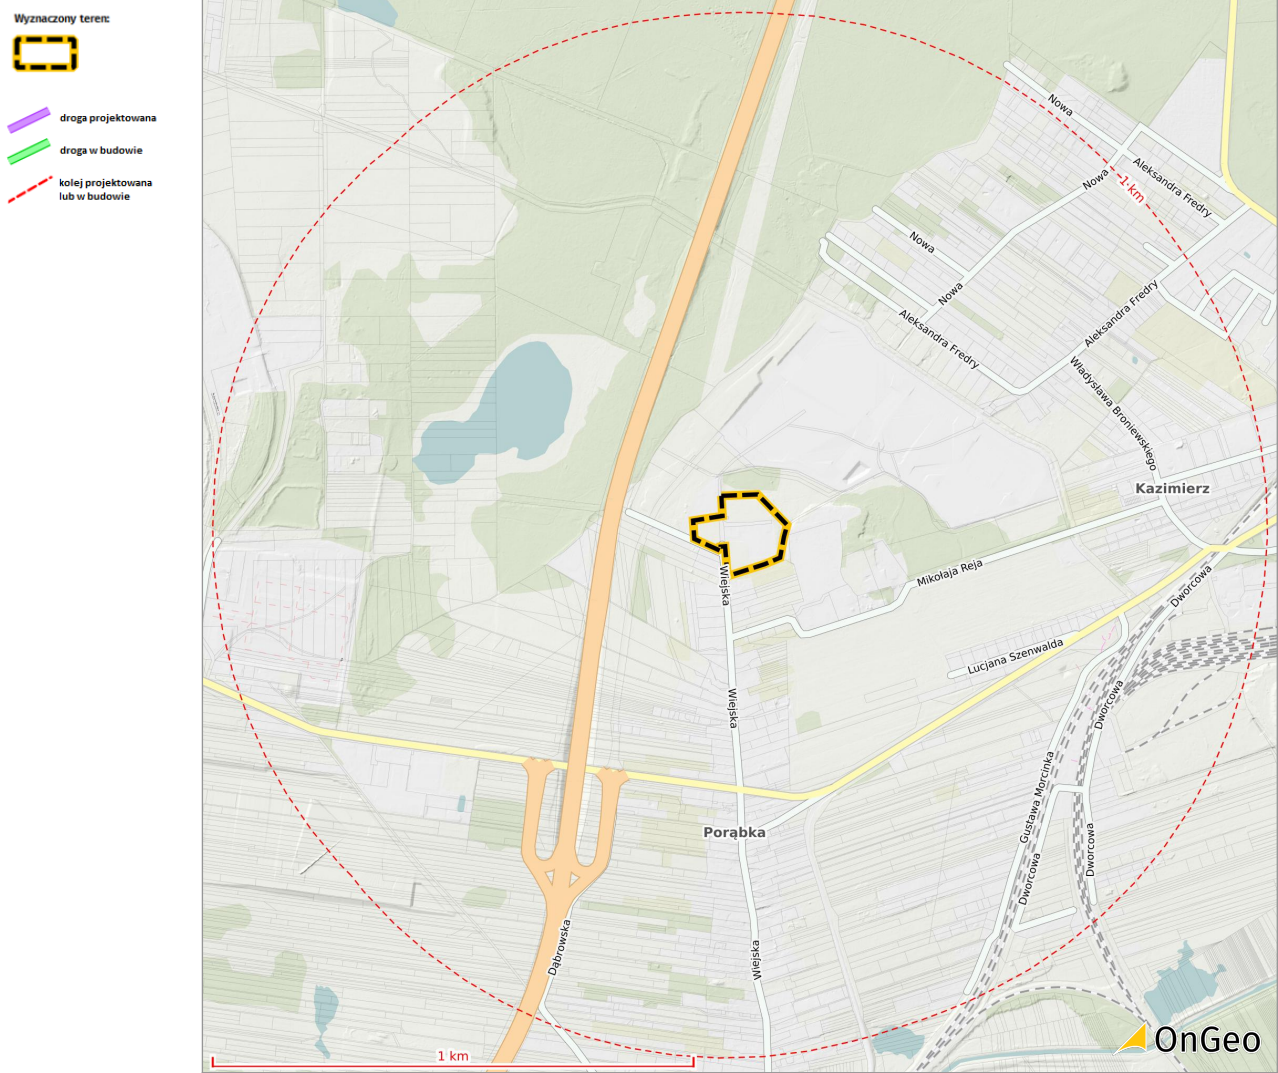 Wyznaczony teren:
droga projektowana
droga w budowie
kolej projektowana
lub w budowie
Nowa
Aleksandra Fredry
Nowa
1 km
Nowa
Nowa
Aleksandra Fredry
Aleksandra Fredry
Władysława Broniewskiego
Kazimierz
Mikołaja Reja
Wiejska
Dworcowa
Lucjana Szenwalda
Wiejska
Dworcowa
Gustawa Morcinka
Porąbka
Dworcowa
Dworcowa
Dąbrowska
Wiejska
1 km
OnGeo